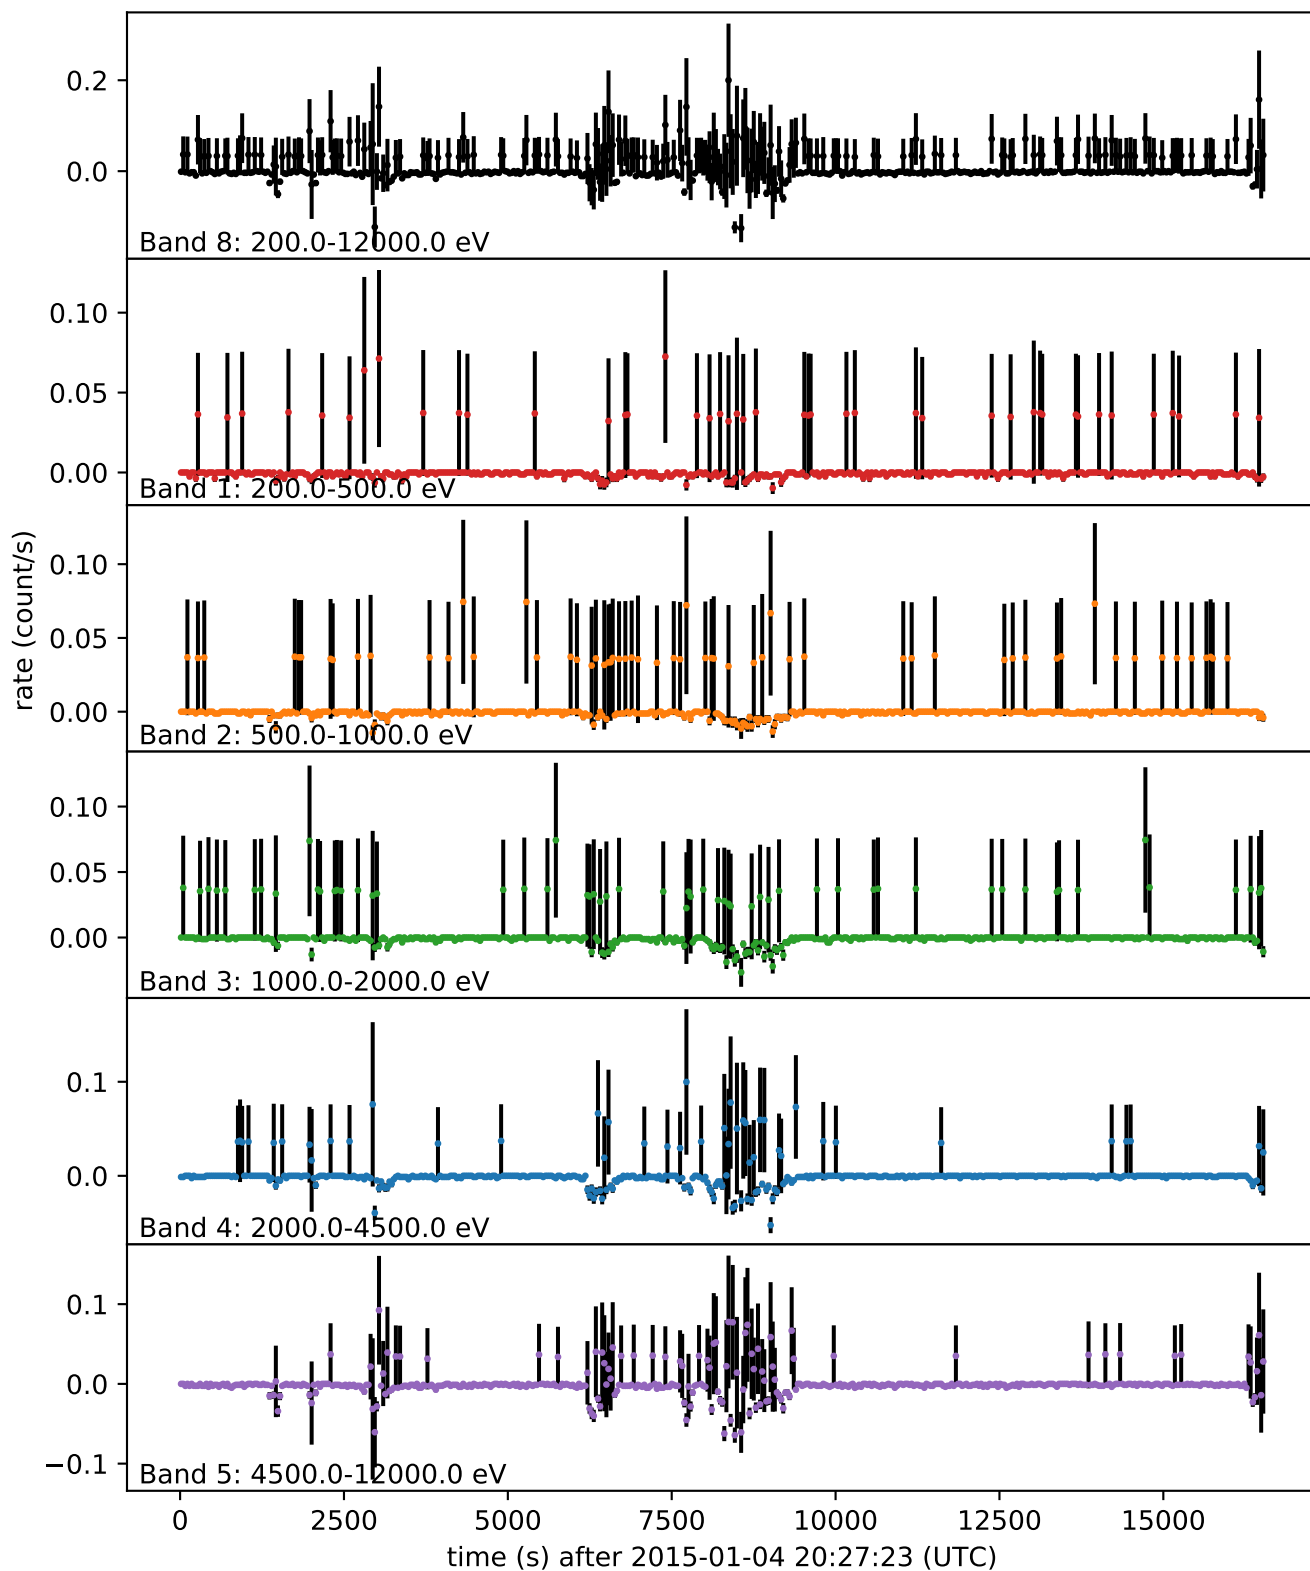 0.2
0.0
Band 8: 200.0-12000.0 eV
0.10
0.05
0.00
Band 1: 200.0-500.0 eV
rate (count/s)
0.10
0.05
0.00
Band 2: 500.0-1000.0 eV
0.10
0.05
0.00
Band 3: 1000.0-2000.0 eV
0.1
0.0
Band 4: 2000.0-4500.0 eV
0.1
0.0
−0.1
Band 5: 4500.0-12000.0 eV
0 2500 5000 7500 10000 12500 15000
time (s) after 2015-01-04 20:27:23 (UTC)